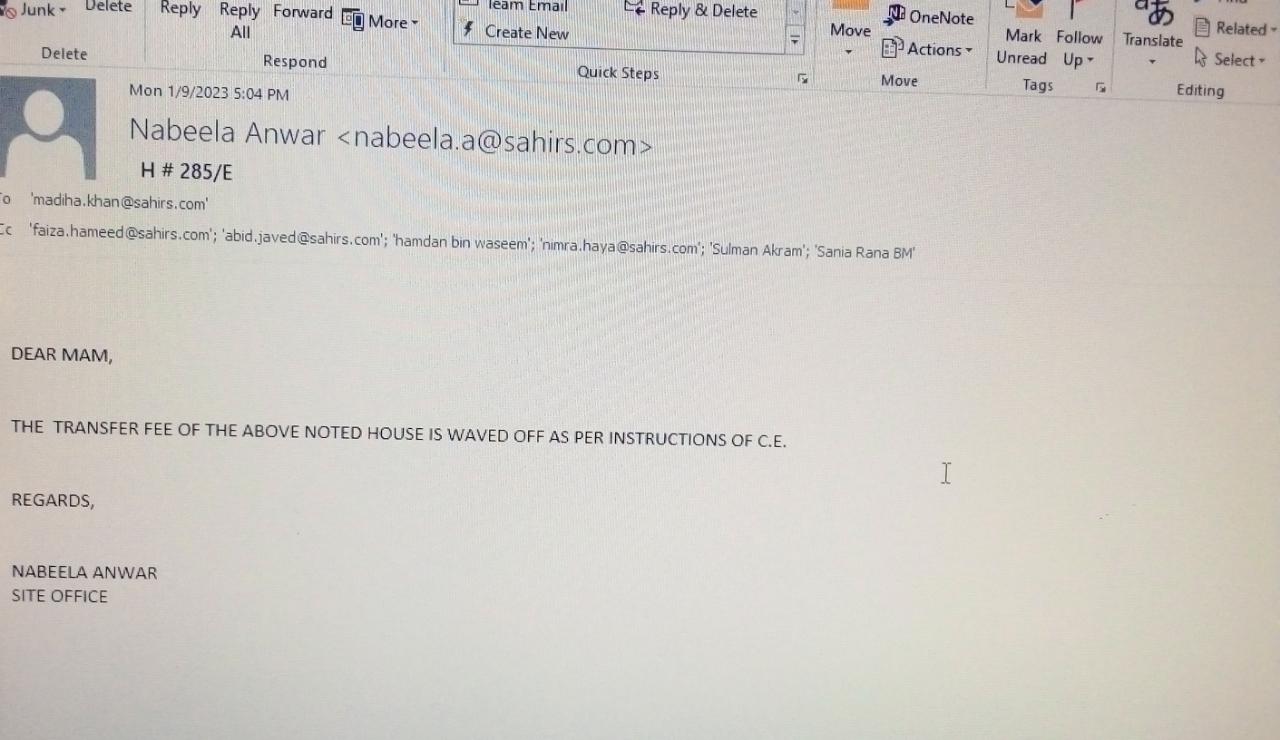 Junk Delete Reply Reply All Forward More Team Email Reply & Delete Create New Move OneNote Actions Mark Unread Follow Up Translate Related Select
Delete Respond Quick Steps Move Tags Editing
Mon 1/9/2023 5:04 PM
Nabeela Anwar <nabeela.a@sahirs.com>
H # 285/E
To 'madiha.khan@sahirs.com'
Cc 'faiza.hameed@sahirs.com'; 'abid.javed@sahirs.com'; 'hamdan bin waseem'; 'nimra.haya@sahirs.com'; 'Sulman Akram'; 'Sania Rana BM'
DEAR MAM,
THE TRANSFER FEE OF THE ABOVE NOTED HOUSE IS WAVED OFF AS PER INSTRUCTIONS OF C.E.
REGARDS,
NABEELA ANWAR
SITE OFFICE